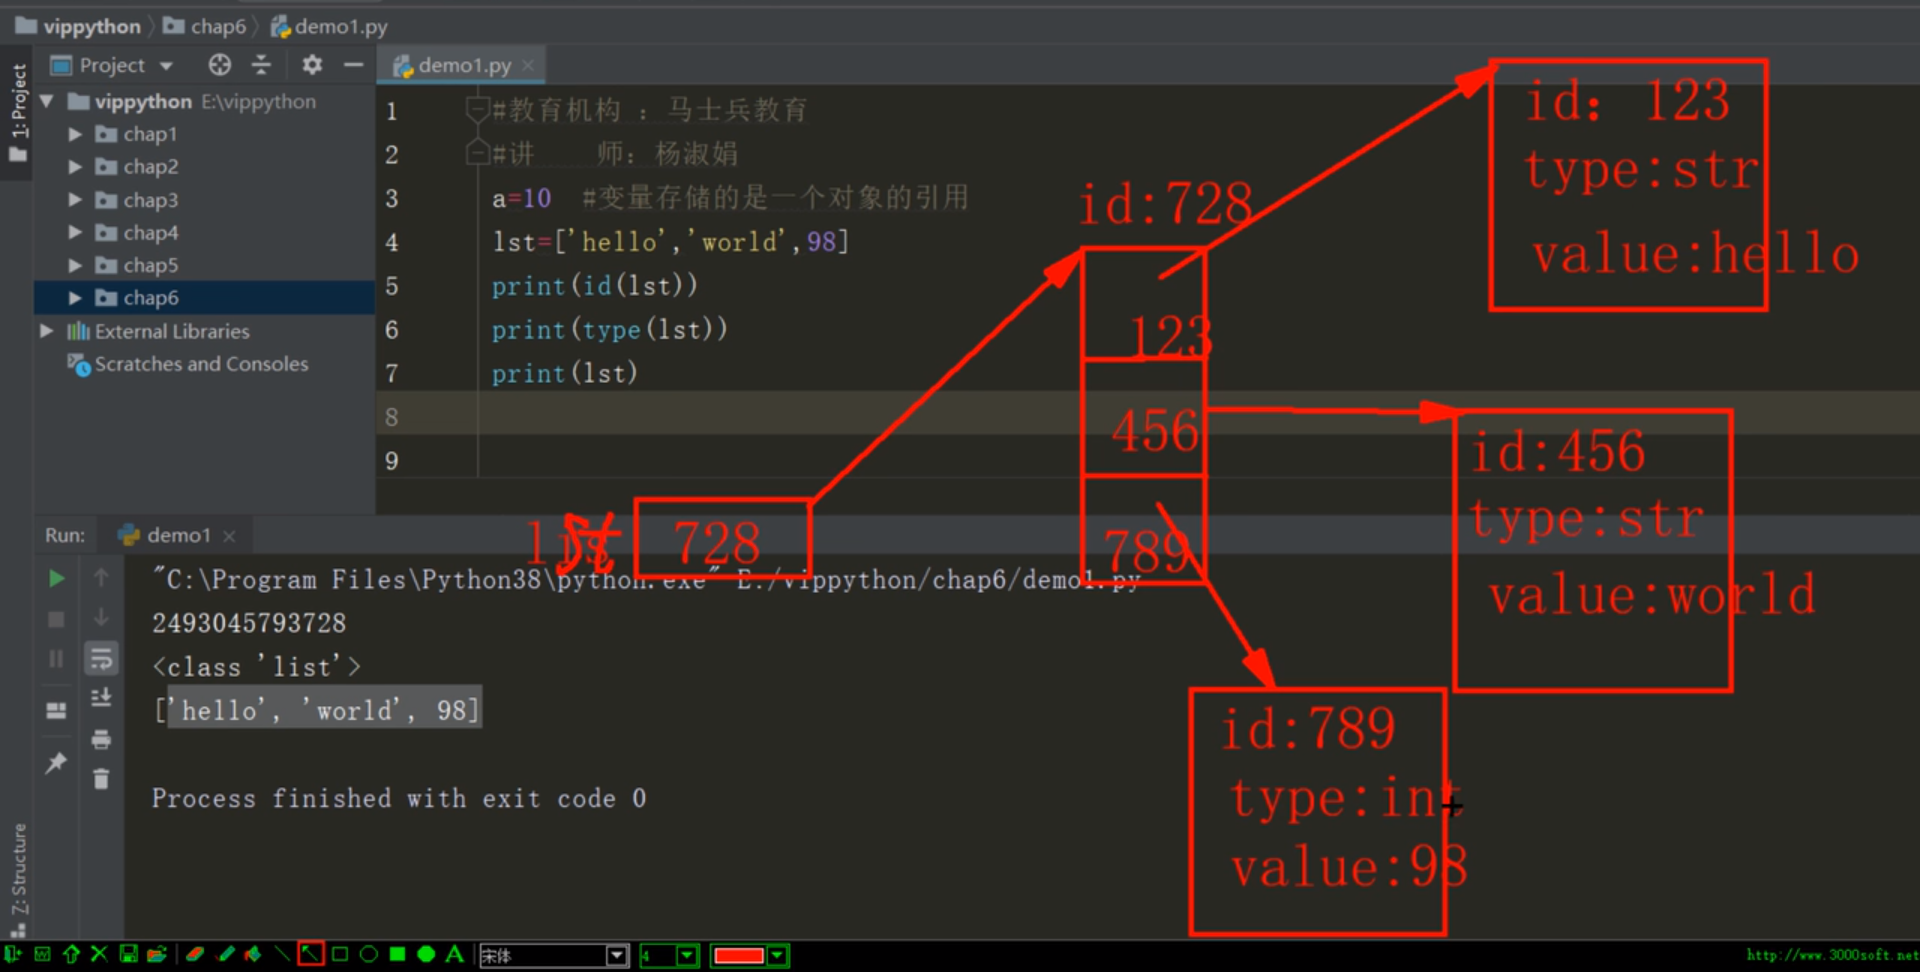 vippython
chap6
demo1.py
1: Project
Project
demo1.py
vippython E:\vippython
chap1
chap2
chap3
chap4
chap5
chap6
External Libraries
Scratches and Consoles
1 #教育机构 ：马士兵教育
2 #讲 师：杨淑娟
3 a=10 #变量存储的是一个对象的引用
4 lst=['hello','world',98]
5 print(id(lst))
6 print(type(lst))
7 print(lst)
8
9
id:728
123
456
789
id: 123
type:str
value:hello
id:456
type:str
value:world
id:789
type:int
value:98
lst 728
Run: demo1
"C:\Program Files\Python38\python.exe" E:/vippython/chap6/demo1.py
2493045793728
<class 'list'>
['hello', 'world', 98]
Process finished with exit code 0
Z: Structure
宋体
4
http://www.3000soft.net